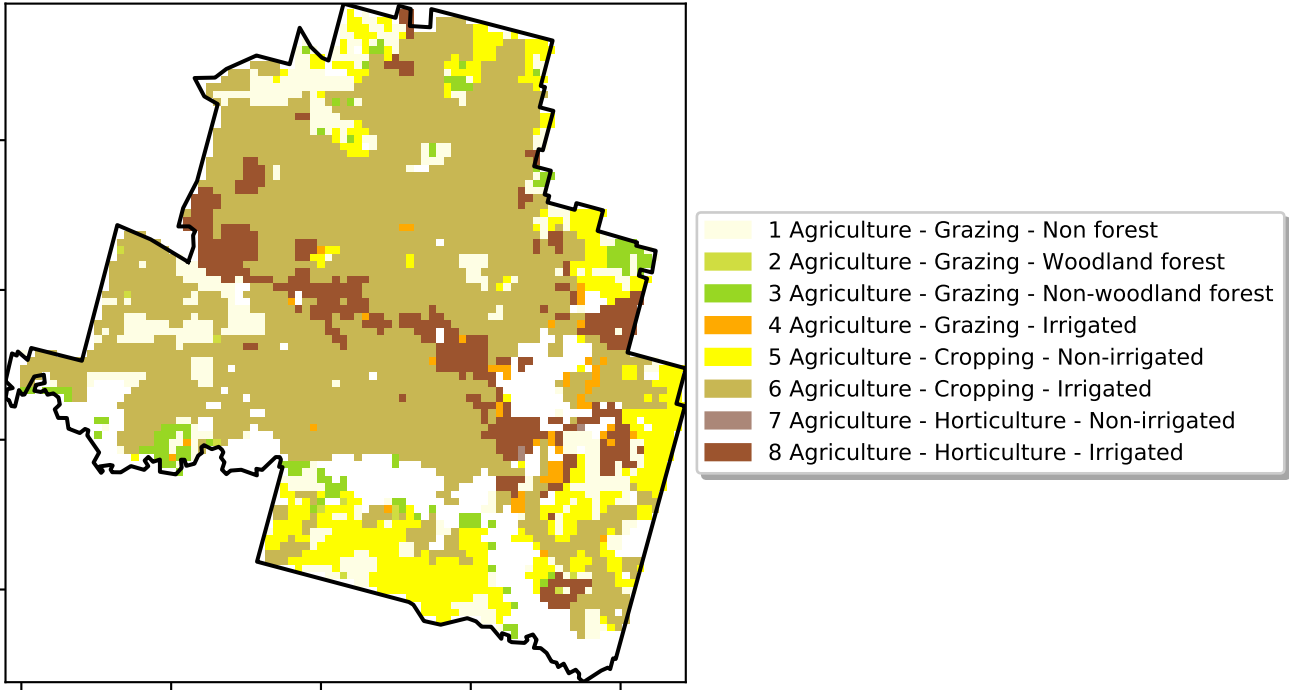 1 Agriculture - Grazing - Non forest
2 Agriculture - Grazing - Woodland forest
3 Agriculture - Grazing - Non-woodland forest
4 Agriculture - Grazing - Irrigated
5 Agriculture - Cropping - Non-irrigated
6 Agriculture - Cropping - Irrigated
7 Agriculture - Horticulture - Non-irrigated
8 Agriculture - Horticulture - Irrigated